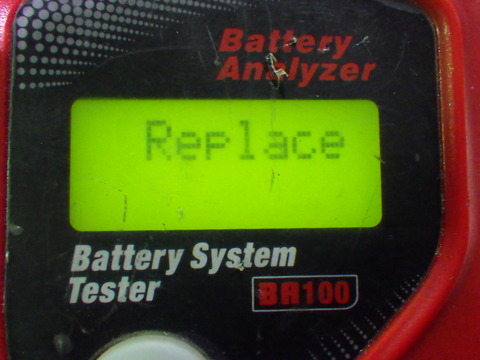 Battery
Analyzer
Replace
Battery System
Tester
BA100